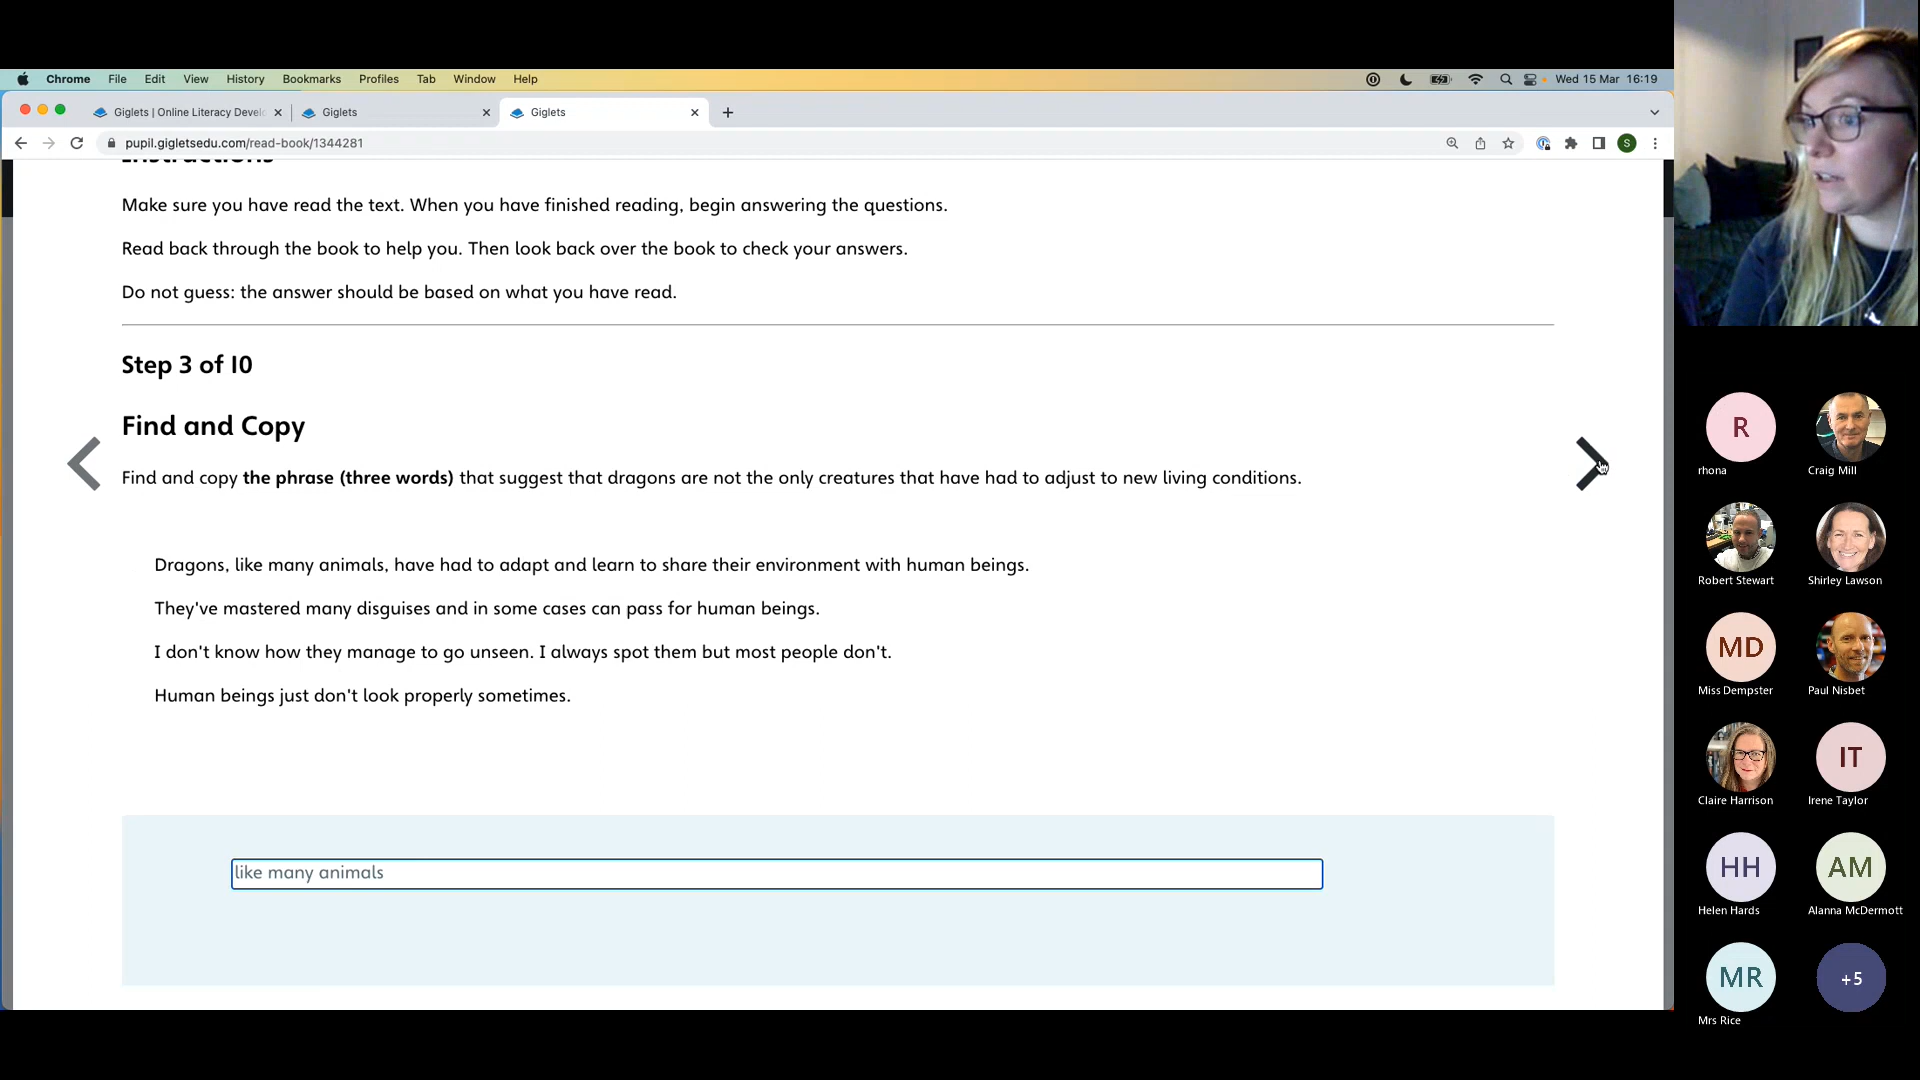 Chrome File Edit View History Bookmarks Profiles Tab Window Help Wed 15 Mar 16:19
Giglets | Online Literacy Develo Giglets Giglets
pupil.gigletsedu.com/read-book/1344281 S
Instructions
Make sure you have read the text. When you have finished reading, begin answering the questions.
Read back through the book to help you. Then look back over the book to check your answers.
Do not guess: the answer should be based on what you have read.
Step 3 of 10
Find and Copy
Find and copy the phrase (three words) that suggest that dragons are not the only creatures that have had to adjust to new living conditions.
Dragons, like many animals, have had to adapt and learn to share their environment with human beings.
They've mastered many disguises and in some cases can pass for human beings.
I don't know how they manage to go unseen. I always spot them but most people don't.
Human beings just don't look properly sometimes.
like many animals
R
rhona Craig Mill
Robert Stewart Shirley Lawson
MD
Miss Dempster Paul Nisbet
IT
Claire Harrison Irene Taylor
HH AM
Helen Hards Alanna McDermott
MR +5
Mrs Rice